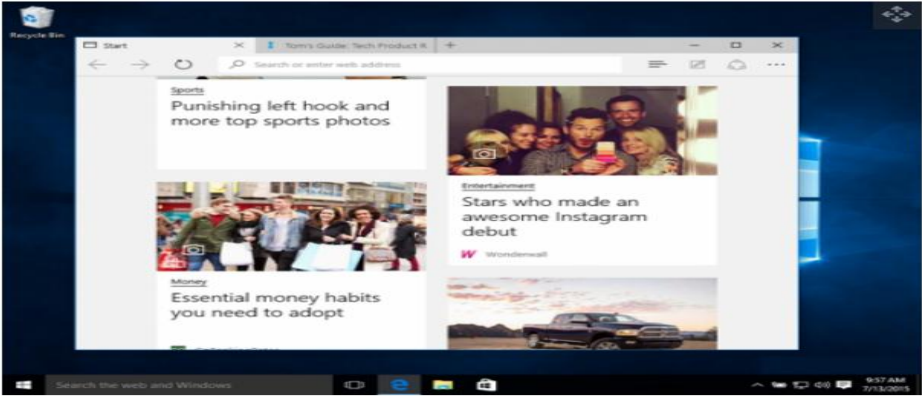 Recycle Bin
Start
Tom's Guide: Tech Product R
Search or enter web address
Sports
Punishing left hook and
more top sports photos
Entertainment
Stars who made an
awesome Instagram
debut
W Wonderwall
Money
Essential money habits
you need to adopt
Search the web and Windows
9:57 AM
7/13/2015